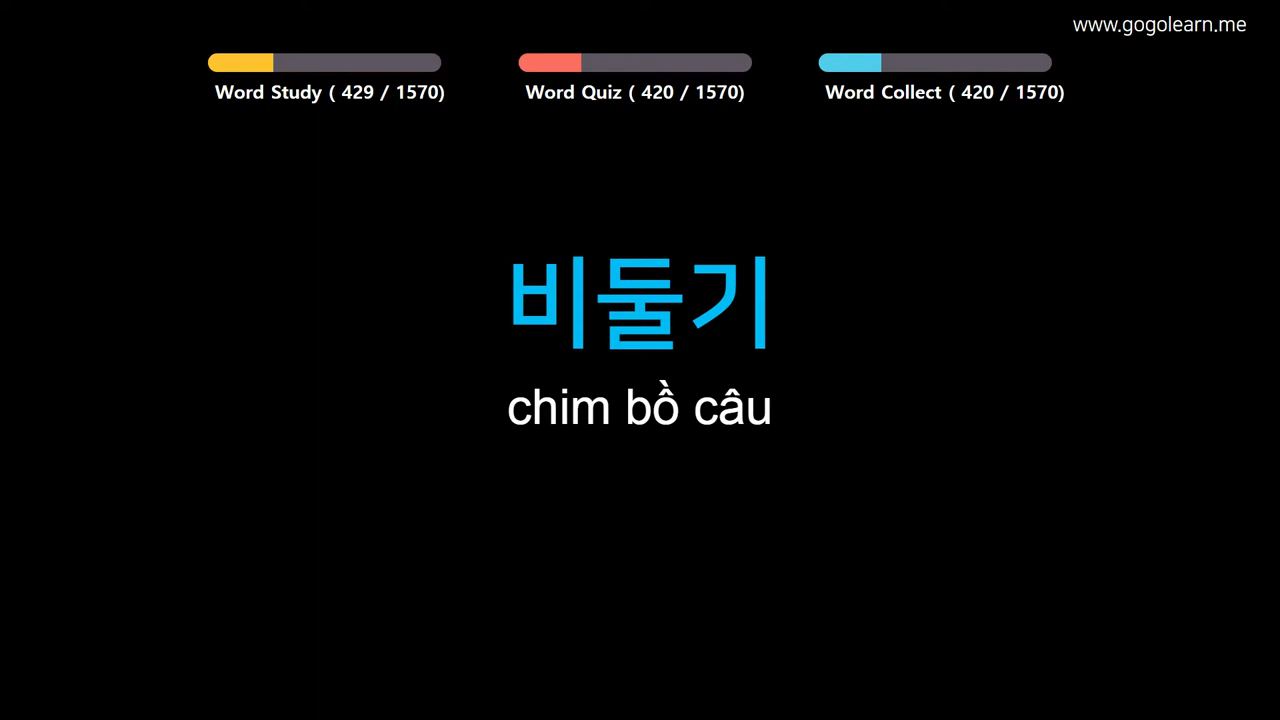 www.gogolearn.me
Word Study ( 429 / 1570)
Word Quiz ( 420 / 1570)
Word Collect ( 420 / 1570)
비둘기
chim bồ câu